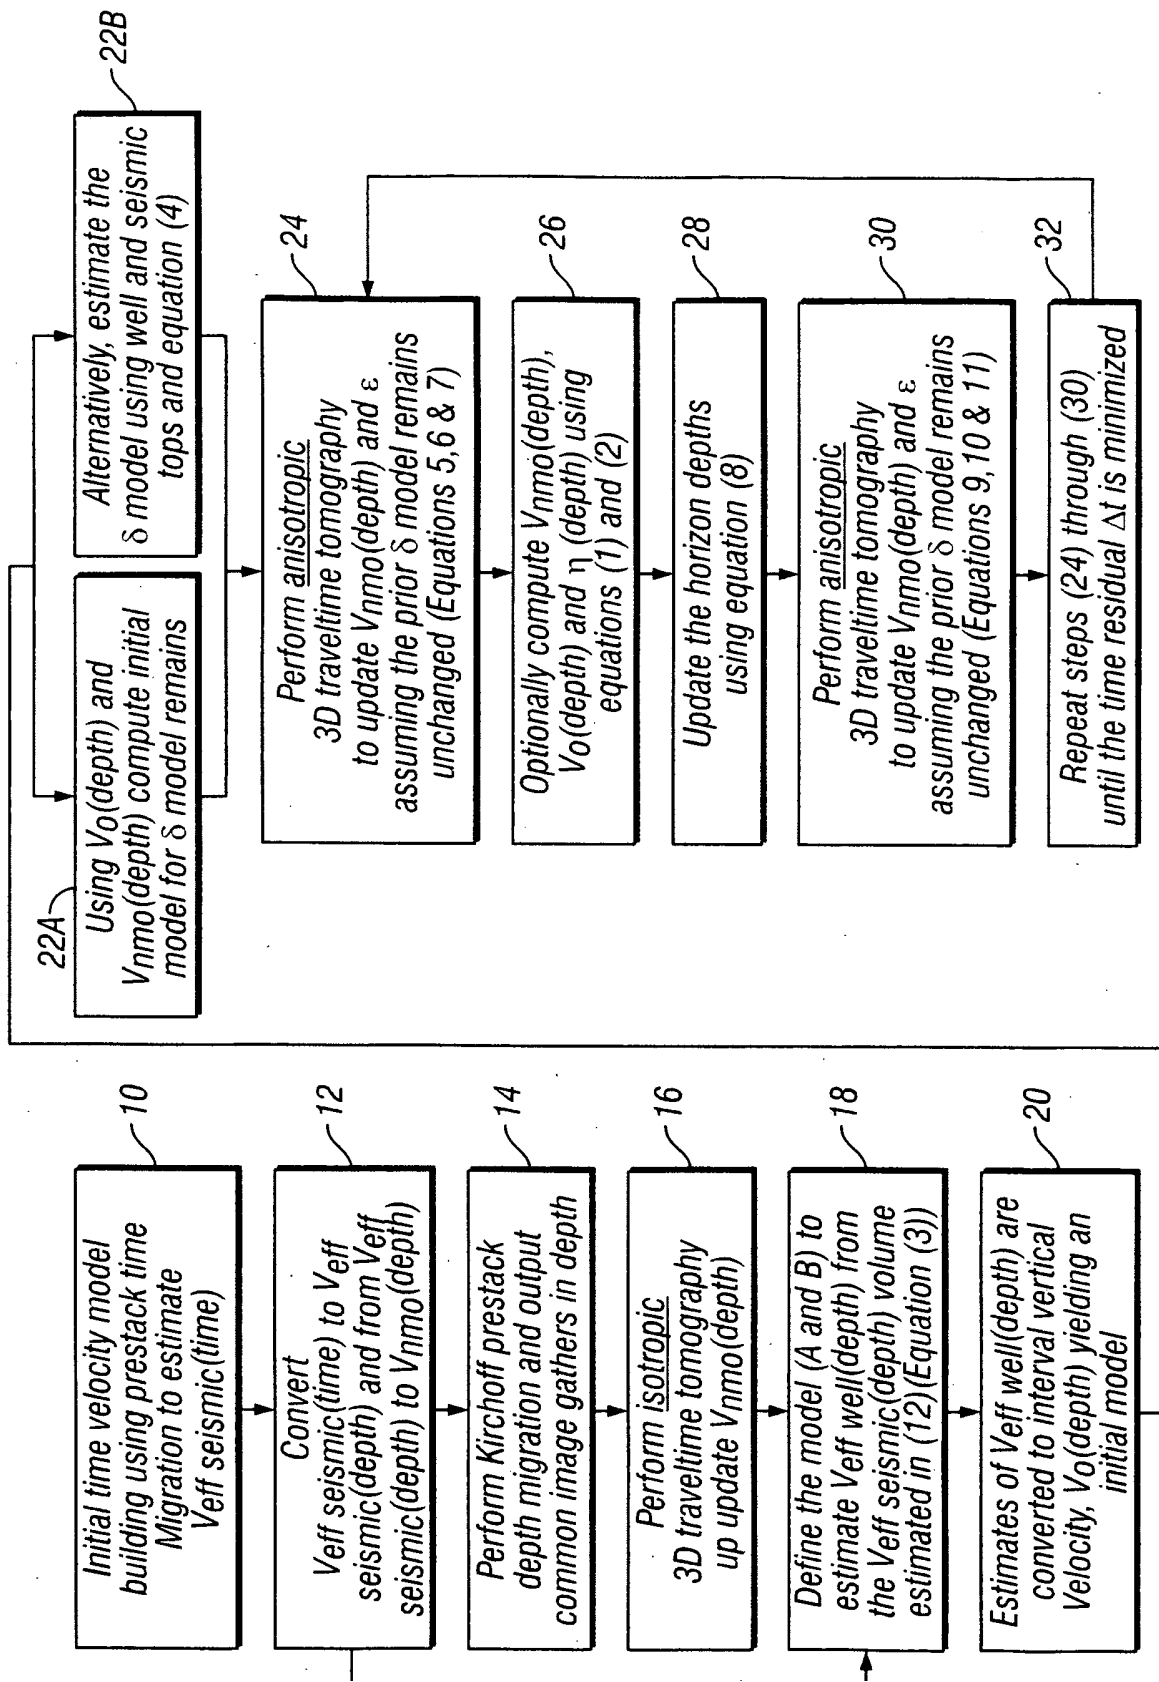 10
Initial time velocity model
building using prestack time
Migration to estimate
Veff seismic(time)
12
Convert
Veff seismic(time) to Veff
seismic(depth) and from Veff
seismic(depth) to Vnmo(depth)
14
Perform Kirchoff prestack
depth migration and output
common image gathers in depth
16
Perform isotropic
3D traveltime tomography
up update Vnmo(depth)
18
Define the model (A and B) to
estimate Veff well(depth) from
the Veff seismic(depth) volume
estimated in (12)(Equation (3))
20
Estimates of Veff well(depth) are
converted to interval vertical
Velocity, Vo(depth) yielding an
initial model
22A
Using Vo(depth) and
Vnmo(depth) compute initial
model for δ model remains
22B
Alternatively, estimate the
δ model using well and seismic
tops and equation (4)
24
Perform anisotropic
3D traveltime tomography
to update Vnmo(depth) and ε
assuming the prior δ model remains
unchanged (Equations 5,6 & 7)
26
Optionally compute Vnmo(depth),
Vo(depth) and η (depth) using
equations (1) and (2)
28
Update the horizon depths
using equation (8)
30
Perform anisotropic
3D traveltime tomography
to update Vnmo(depth) and ε
assuming the prior δ model remains
unchanged (Equations 9,10 & 11)
32
Repeat steps (24) through (30)
until the time residual Δt is minimized